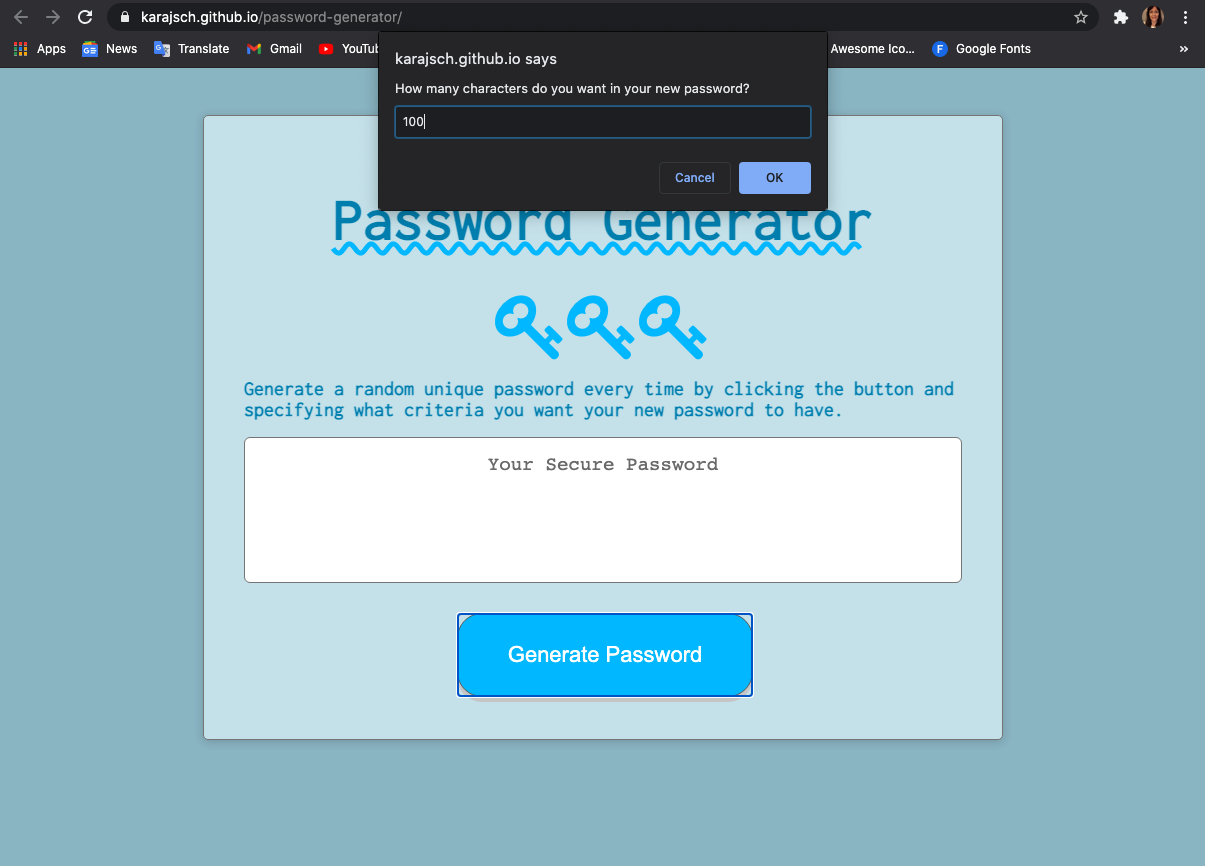 karajsch.github.io/password-generator/
Apps News Translate Gmail Awesome Ico... F Google Fonts »
karajsch.github.io says
How many characters do you want in your new password?
100
Cancel OK
Password Generator
Generate a random unique password every time by clicking the button and
specifying what criteria you want your new password to have.
Your Secure Password
Generate Password